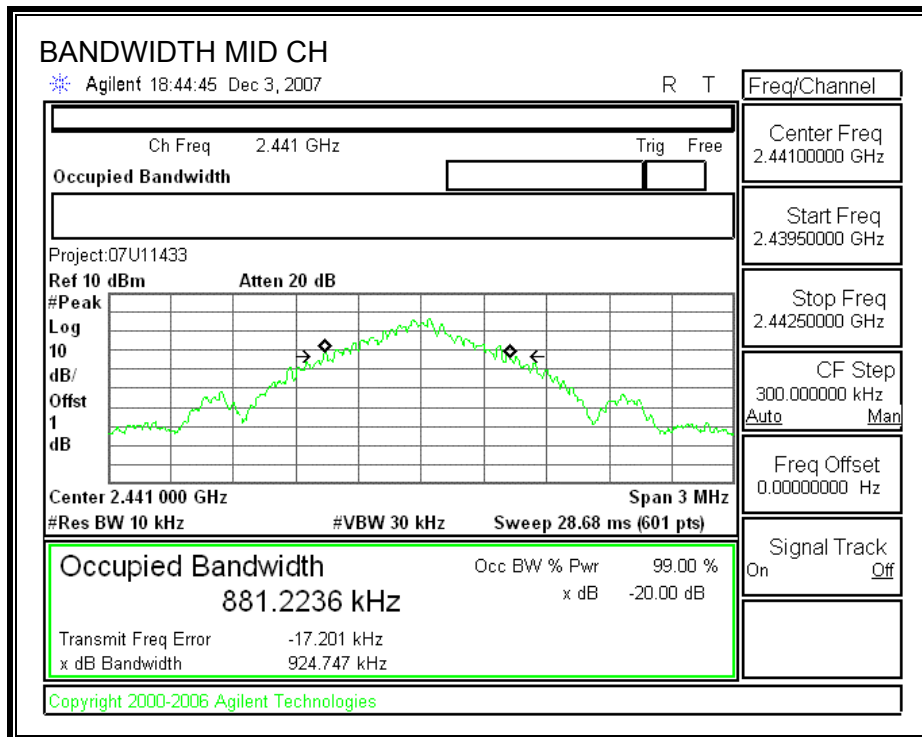 BANDWIDTH MID CH
Agilent 18:44:45 Dec 3, 2007 R T
Freq/Channel
Ch Freq 2.441 GHz Trig Free
Occupied Bandwidth
Project:07U11433
Ref 10 dBm Atten 20 dB
#Peak
Log
10
dB/
Offst
1
dB
Center 2.441 000 GHz Span 3 MHz
#Res BW 10 kHz #VBW 30 kHz Sweep 28.68 ms (601 pts)
Occupied Bandwidth
881.2236 kHz
Occ BW % Pwr 99.00 %
x dB -20.00 dB
Transmit Freq Error -17.201 kHz
x dB Bandwidth 924.747 kHz
Center Freq
2.44100000 GHz
Start Freq
2.43950000 GHz
Stop Freq
2.44250000 GHz
CF Step
300.000000 kHz
Auto Man
Freq Offset
0.00000000 Hz
Signal Track
On Off
Copyright 2000-2006 Agilent Technologies